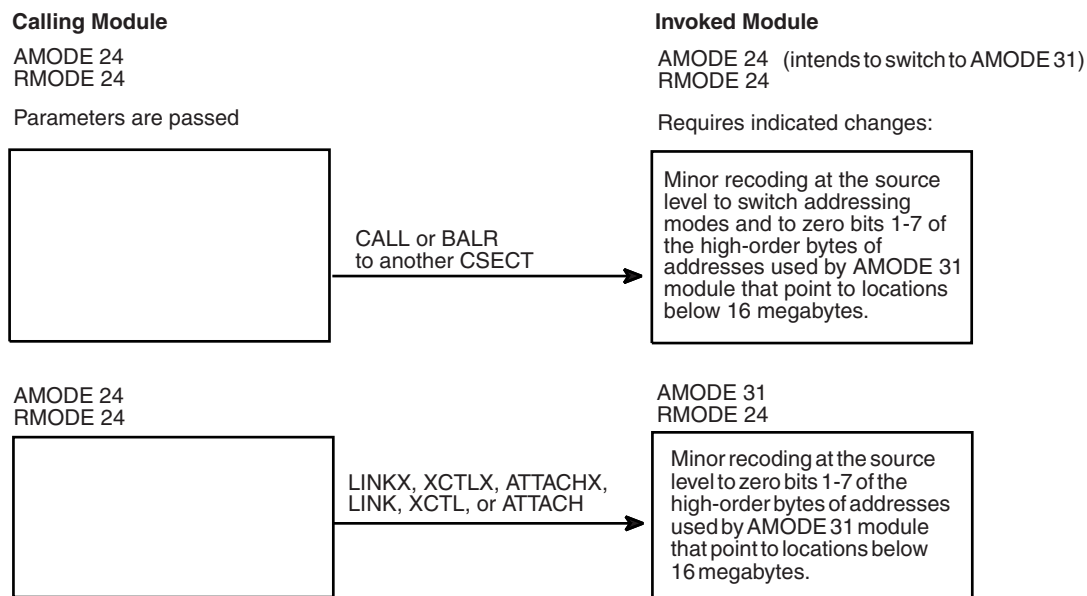 Calling Module
AMODE 24
RMODE 24
Parameters are passed
CALL or BALR
to another CSECT
Invoked Module
AMODE 24 (intends to switch to AMODE 31)
RMODE 24
Requires indicated changes:
Minor recoding at the source
level to switch addressing
modes and to zero bits 1-7 of
the high-order bytes of
addresses used by AMODE 31
module that point to locations
below 16 megabytes.
AMODE 24
RMODE 24
LINKX, XCTLX, ATTACHX,
LINK, XCTL, or ATTACH
AMODE 31
RMODE 24
Minor recoding at the source
level to zero bits 1-7 of the
high-order bytes of addresses
used by AMODE 31 module
that point to locations below
16 megabytes.